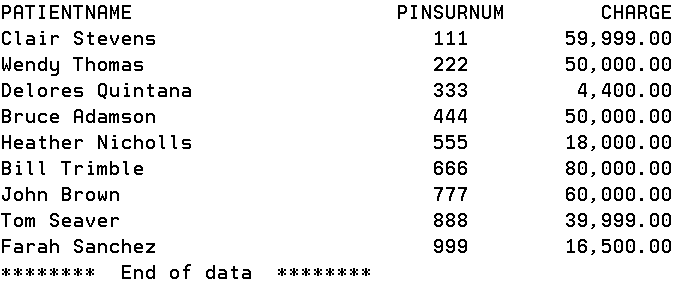 PATIENTNAME PINSURNUM CHARGE
Clair Stevens 111 59,999.00
Wendy Thomas 222 50,000.00
Delores Quintana 333 4,400.00
Bruce Adamson 444 50,000.00
Heather Nicholls 555 18,000.00
Bill Trimble 666 80,000.00
John Brown 777 60,000.00
Tom Seaver 888 39,999.00
Farah Sanchez 999 16,500.00
******** End of data ********